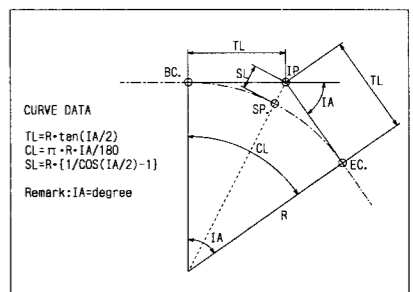 TL
BC.
IP
SL
TL
IA
SP.
CURVE DATA
TL=R·ten(IA/2)
CL=π·R·IA/180
SL=R·{1/COS(IA/2)-1}
Remark:IA=degree
CL
EC.
R
IA